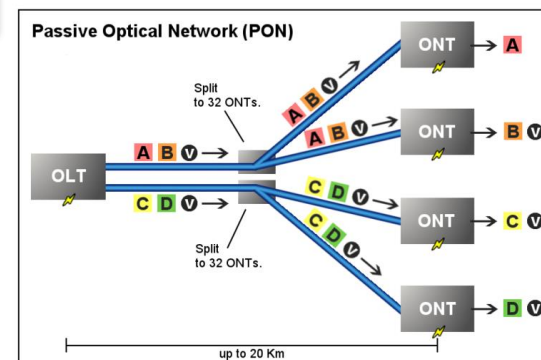 Passive Optical Network (PON)
ONT
A
Split
to 32 ONTs.
A B V
A B V
ONT
B V
A B V
OLT
C D V
C D V
ONT
C V
C D V
Split
to 32 ONTs.
ONT
D V
up to 20 Km